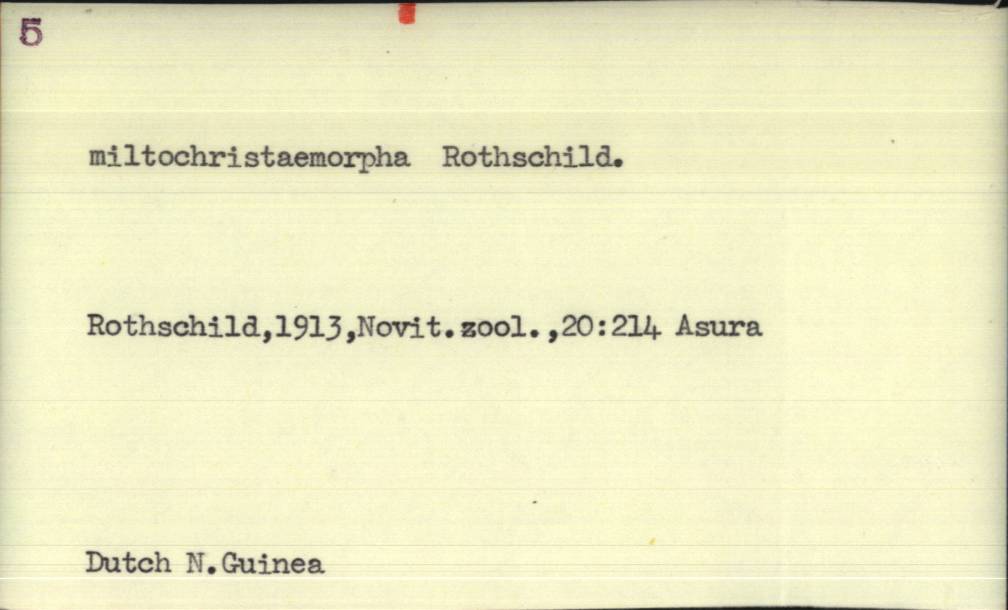 5
miltochristaemorpha Rothschild.
Rothschild,1913,Novit.zool.,20:214 Asura
Dutch N.Guinea